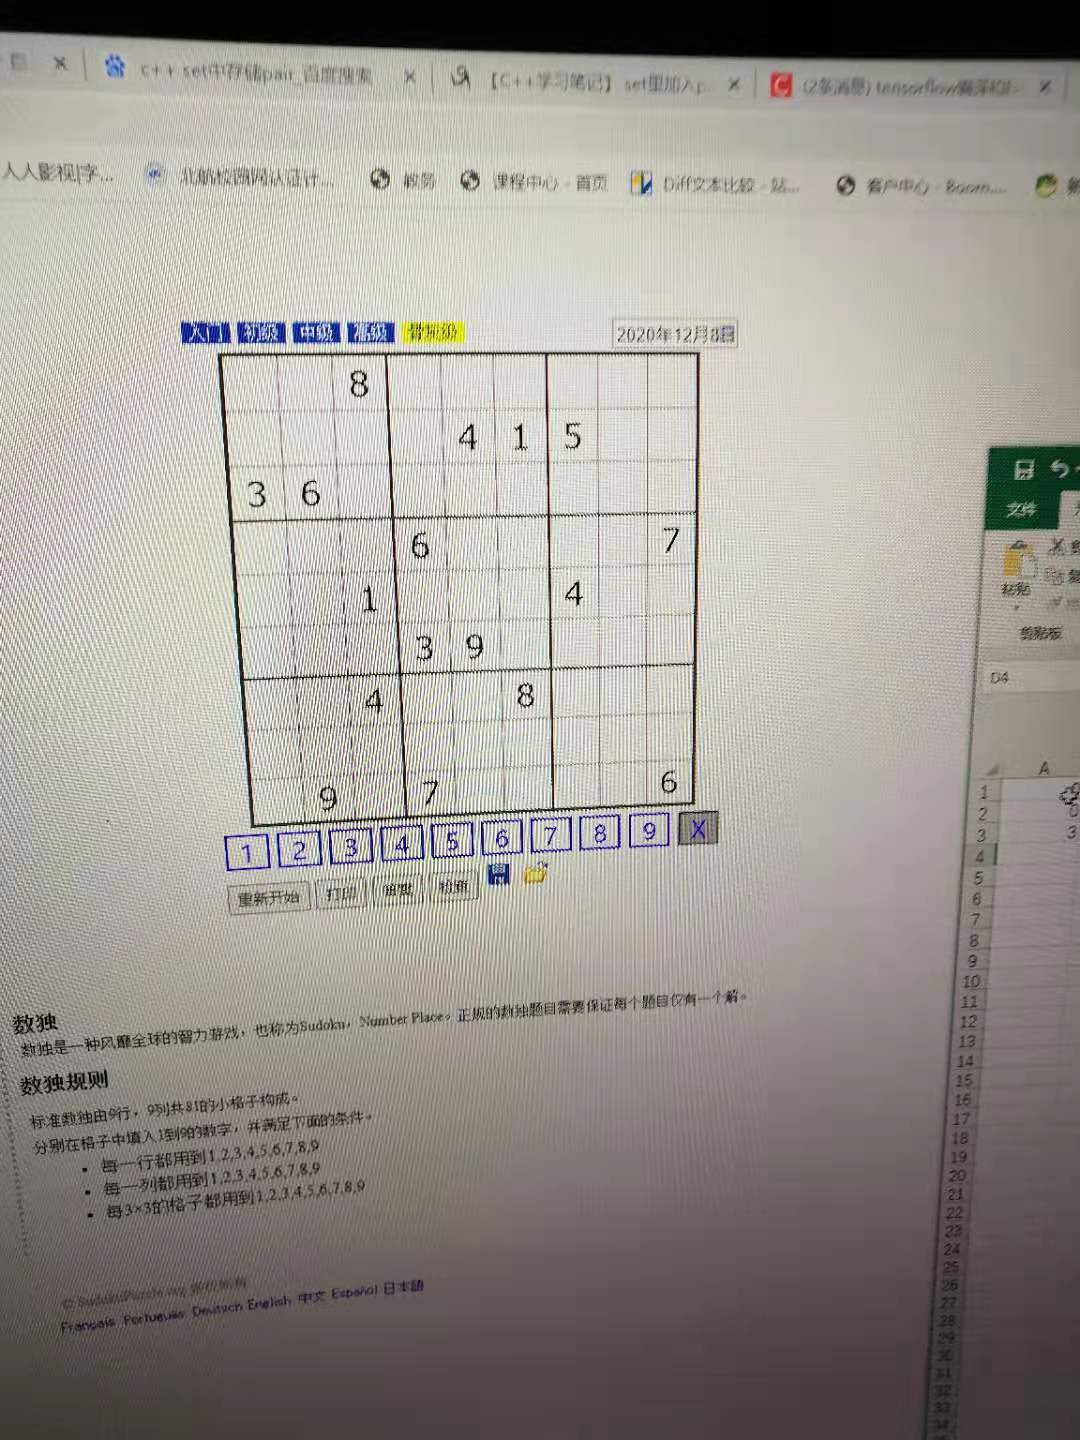 c++ set中存储pair_百度搜索
【C++学习笔记】 set里加入p
(2条消息) tensorflow
人人影视|字...
北航校园网认证计...
教务
课程中心 - 首页
Diff文本比较 - 站...
客户中心 - Boom....
入门 初级 中级 高级 骨灰级
2020年12月8日
8
4 1 5
3 6
6 7
1 4
3 9
4 8
9 7 6
1 2 3 4 5 6 7 8 9 X
重新开始 打印 检查
文件
粘贴
剪贴板
D4
A
1
2 0
3 3
4
5
6
7
8
9
10
11
12
13
14
15
16
17
18
19
20
21
22
23
24
25
26
27
28
29
30
31
32
33
34
数独
数独是一种风靡全球的智力游戏，也称为Sudoku，Number Place。正规的数独题目需要保证每个题目仅有一个解。
数独规则
标准数独由9行，9列共81的小格子构成。
分别在格子中填入1到9的数字，并满足下面的条件。
• 每一行都用到1,2,3,4,5,6,7,8,9
• 每一列都用到1,2,3,4,5,6,7,8,9
• 每3×3的格子都用到1,2,3,4,5,6,7,8,9
© SudokuPuzzle.org 版权所有
Français Português Deutsch English 中文 Español 日本語